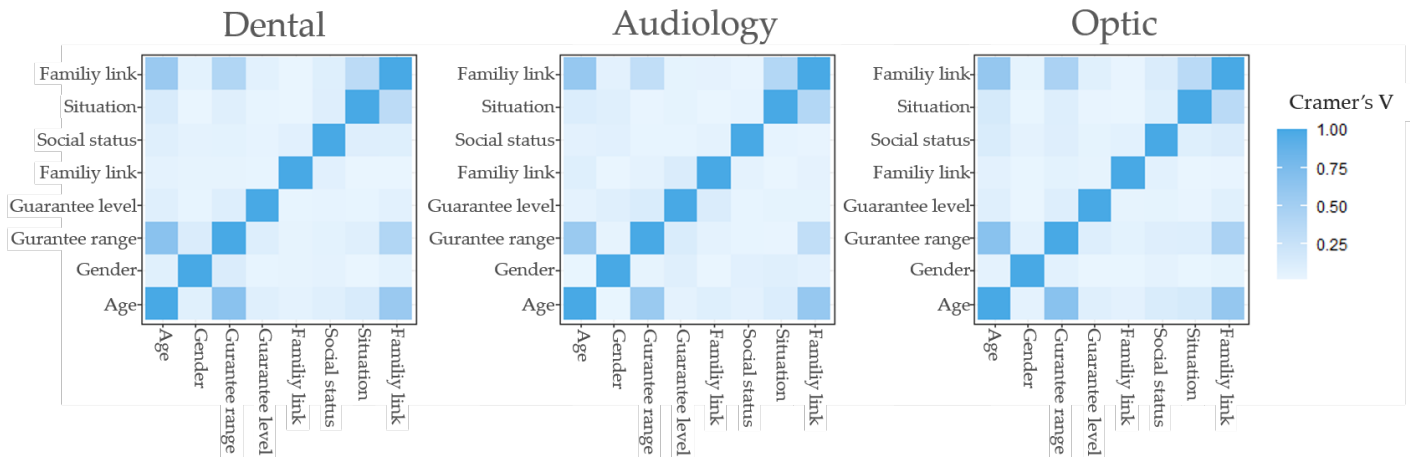 Dental
Audiology
Optic
Familiy link
Situation
Social status
Familiy link
Guarantee level
Gurantee range
Gender
Age
Age
Gender
Gurantee range
Guarantee level
Familiy link
Social status
Situation
Familiy link
Familiy link
Situation
Social status
Familiy link
Guarantee level
Gurantee range
Gender
Age
Age
Gender
Gurantee range
Guarantee level
Familiy link
Social status
Situation
Familiy link
Familiy link
Situation
Social status
Familiy link
Guarantee level
Gurantee range
Gender
Age
Age
Gender
Gurantee range
Guarantee level
Familiy link
Social status
Situation
Familiy link
Cramer's V
1.00
0.75
0.50
0.25